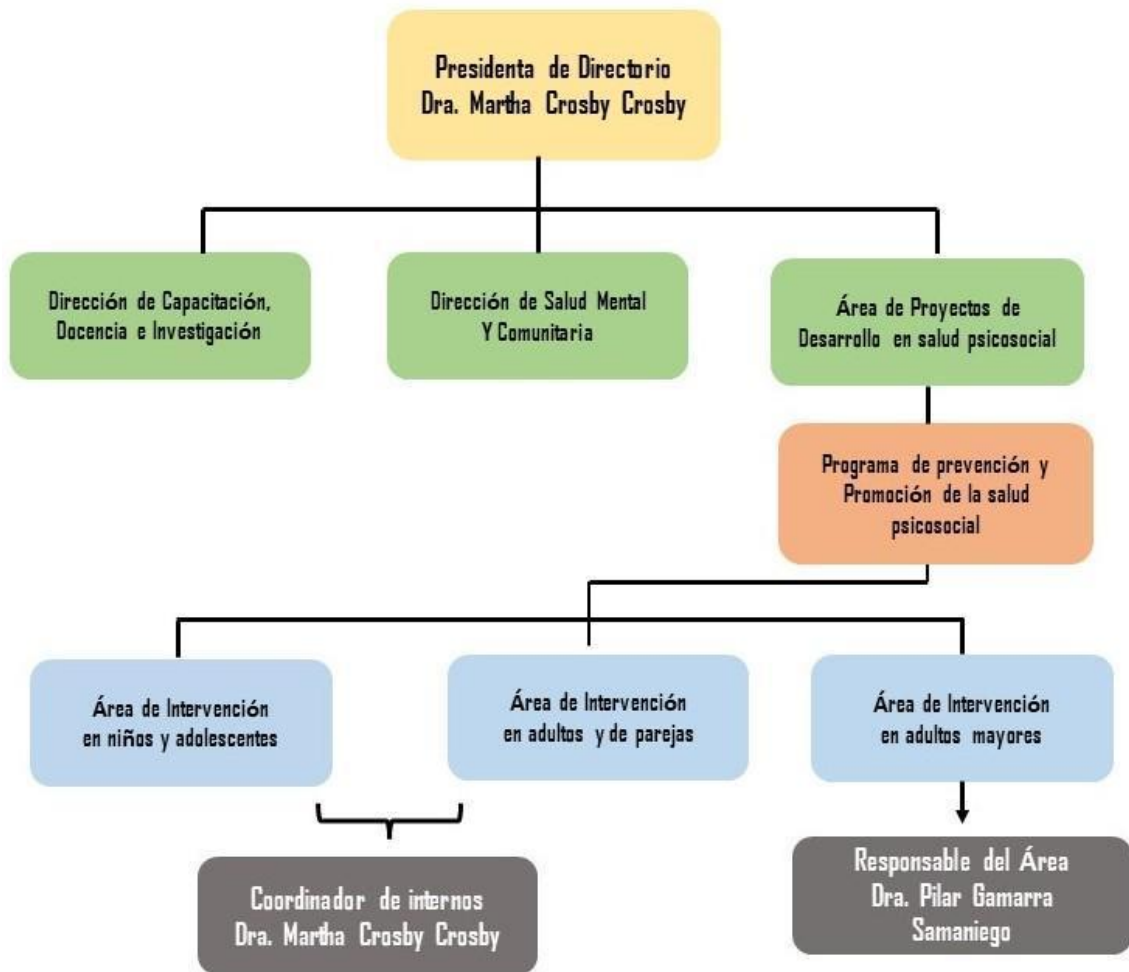 Presidenta de Directorio
Dra. Martha Crosby Crosby
Dirección de Capacitación,
Docencia e Investigación
Dirección de Salud Mental
Y Comunitaria
Área de Proyectos de
Desarrollo en salud psicosocial
Programa de prevención y
Promoción de la salud
psicosocial
Área de Intervención
en niños y adolescentes
Área de Intervención
en adultos y de parejas
Área de Intervención
en adultos mayores
Coordinador de internos
Dra. Martha Crosby Crosby
Responsable del Área
Dra. Pilar Gamarra
Samaniego